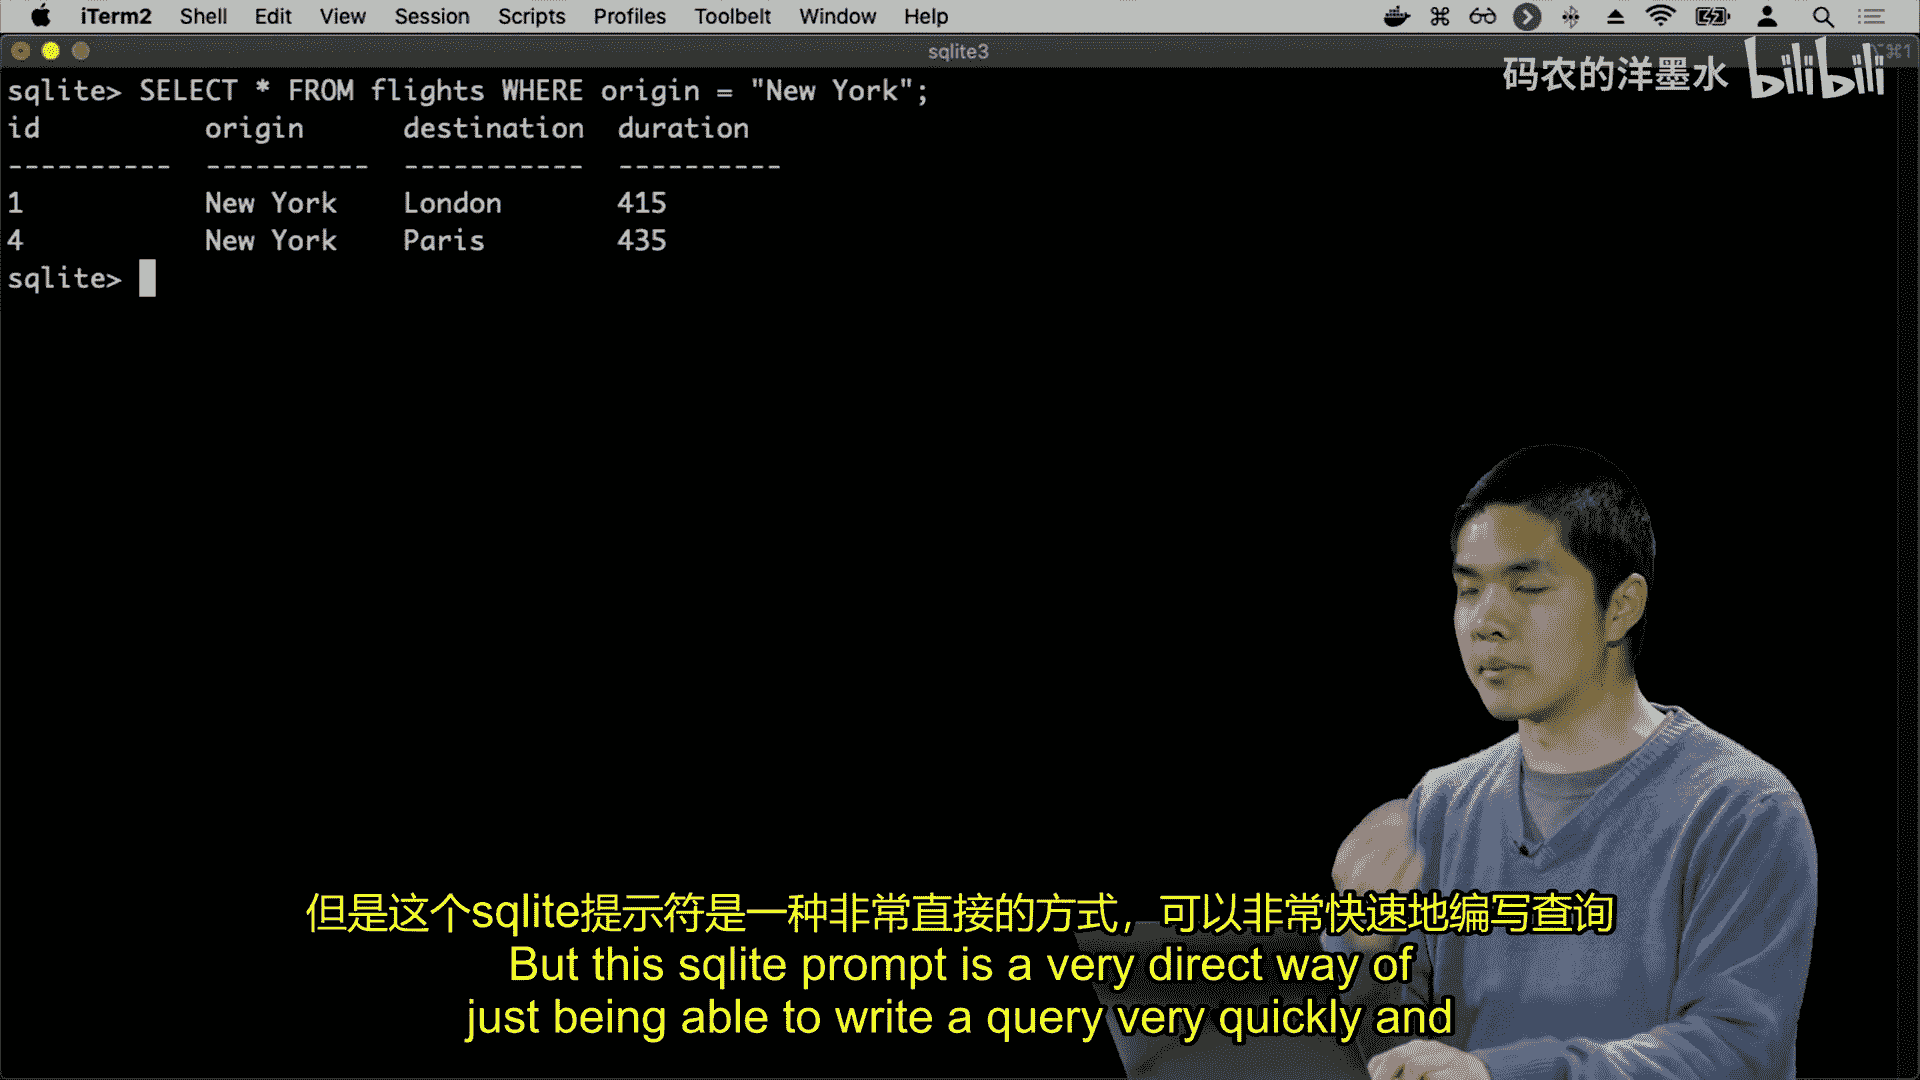 iTerm2 Shell Edit View Session Scripts Profiles Toolbelt Window Help
sqlite3
⌘1
码农的洋墨水 bilibili
sqlite> SELECT * FROM flights WHERE origin = "New York";
id origin destination duration
---------- ---------- ----------- ----------
1 New York London 415
4 New York Paris 435
sqlite>
但是这个sqlite提示符是一种非常直接的方式，可以非常快速地编写查询
But this sqlite prompt is a very direct way of
just being able to write a query very quickly and